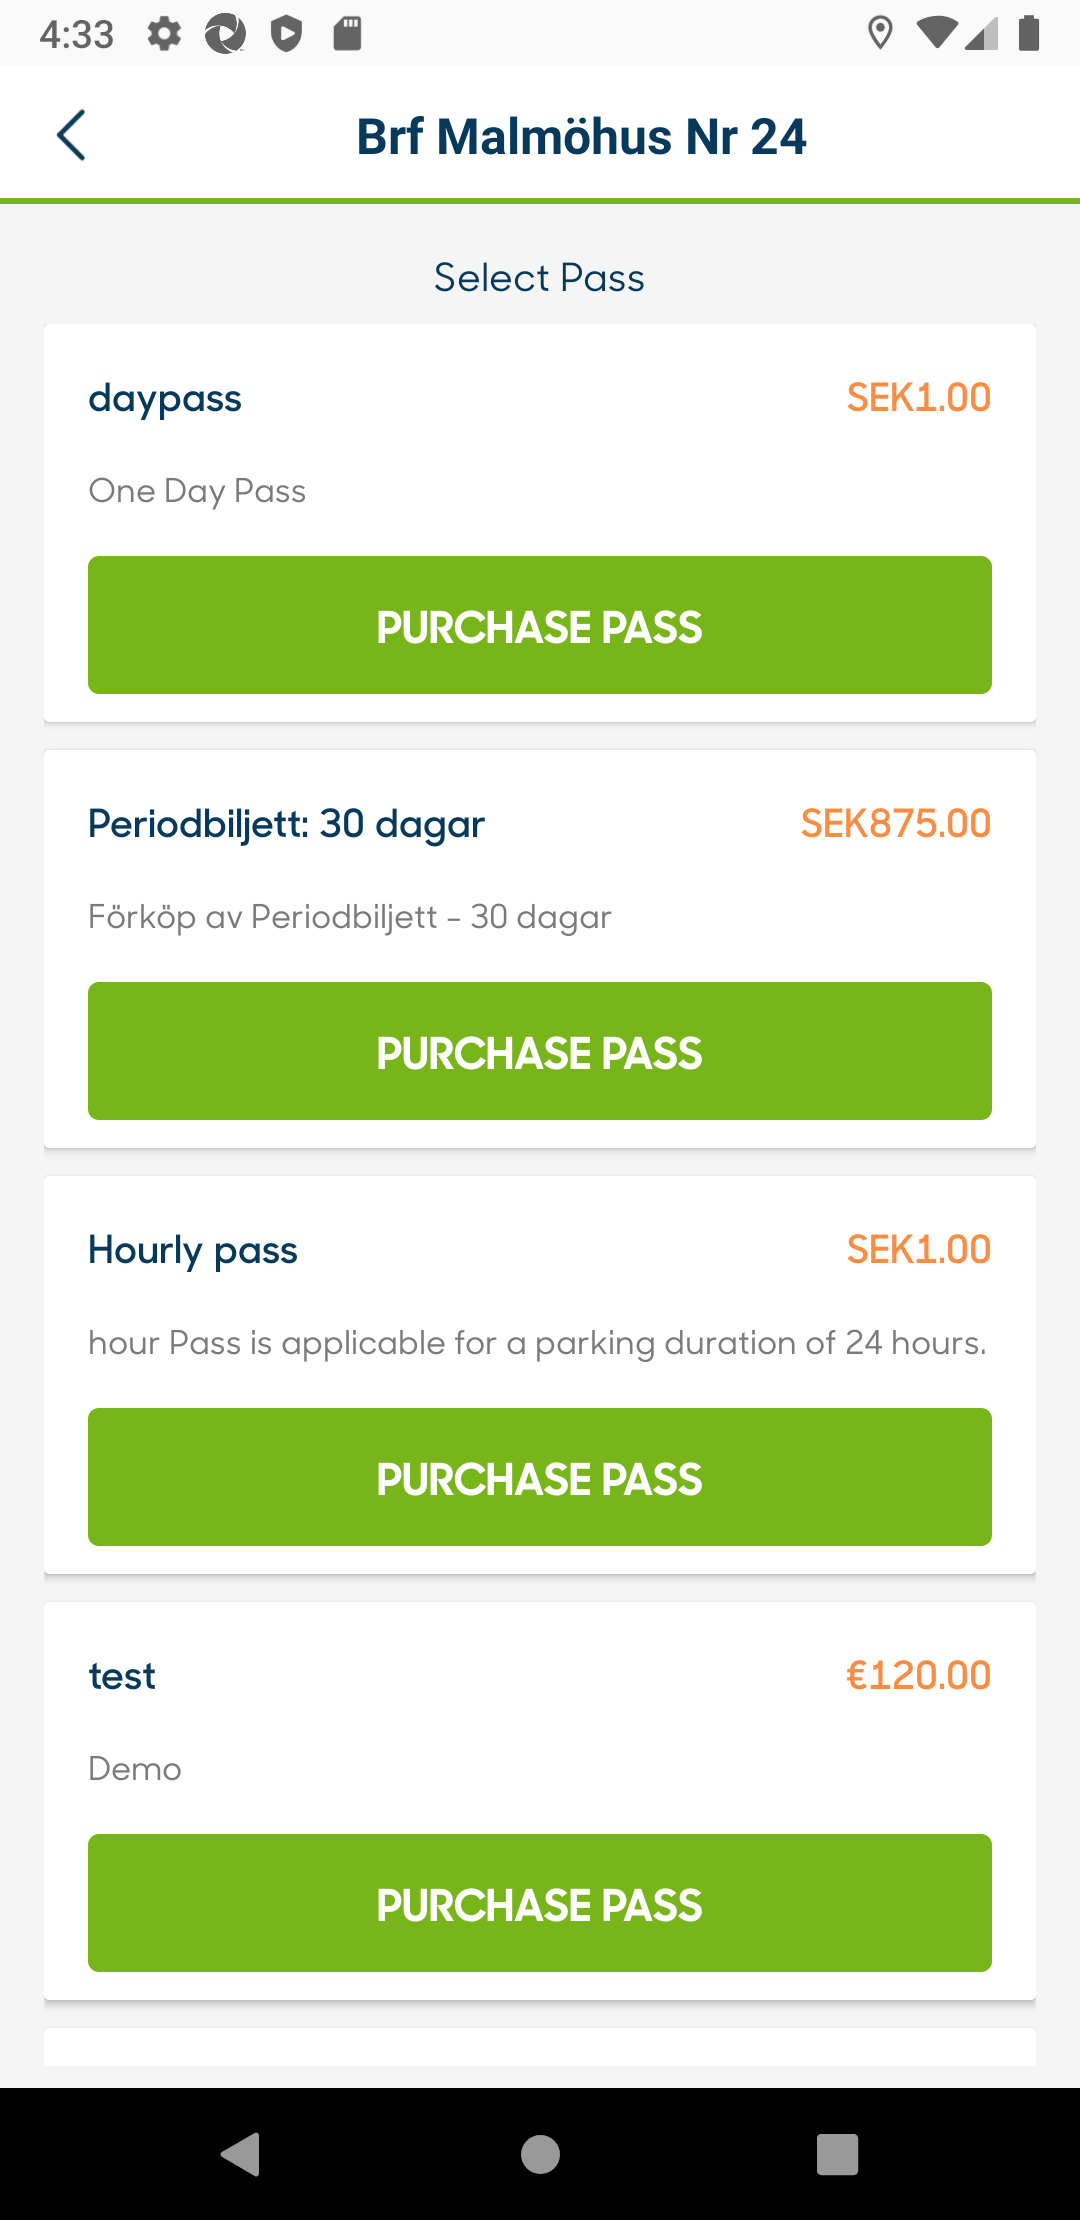 4:33
Brf Malmöhus Nr 24
Select Pass
daypass
SEK1.00
One Day Pass
PURCHASE PASS
Periodbiljett: 30 dagar
SEK875.00
Förköp av Periodbiljett - 30 dagar
PURCHASE PASS
Hourly pass
SEK1.00
hour Pass is applicable for a parking duration of 24 hours.
PURCHASE PASS
test
€120.00
Demo
PURCHASE PASS